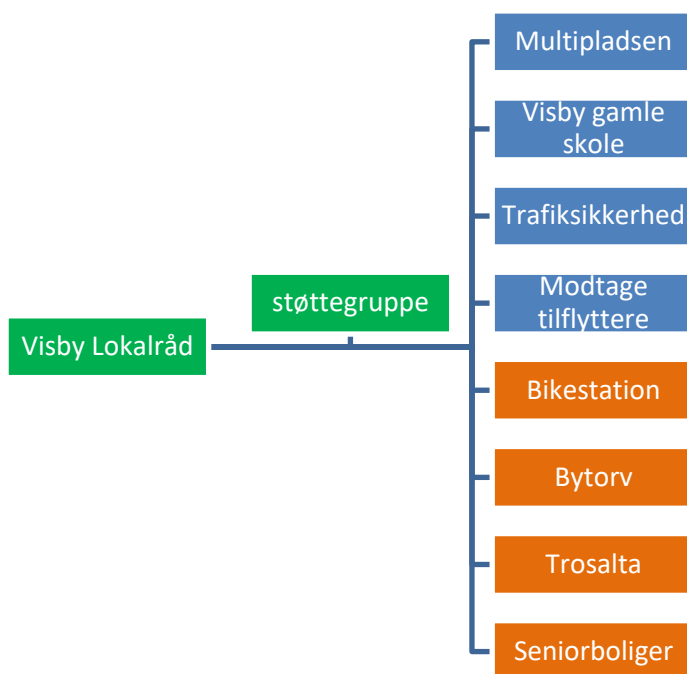 Multipladsen
Visby gamle
skole
Trafiksikkerhed
støttegruppe
Modtage
tilflyttere
Visby Lokalråd
Bikestation
Bytorv
Trosalta
Seniorboliger